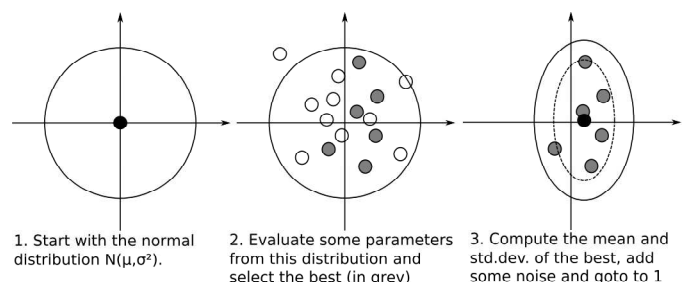 1. Start with the normal
distribution N(μ,σ²).
2. Evaluate some parameters
from this distribution and
select the best (in grey)
3. Compute the mean and
std.dev. of the best, add
some noise and goto to 1